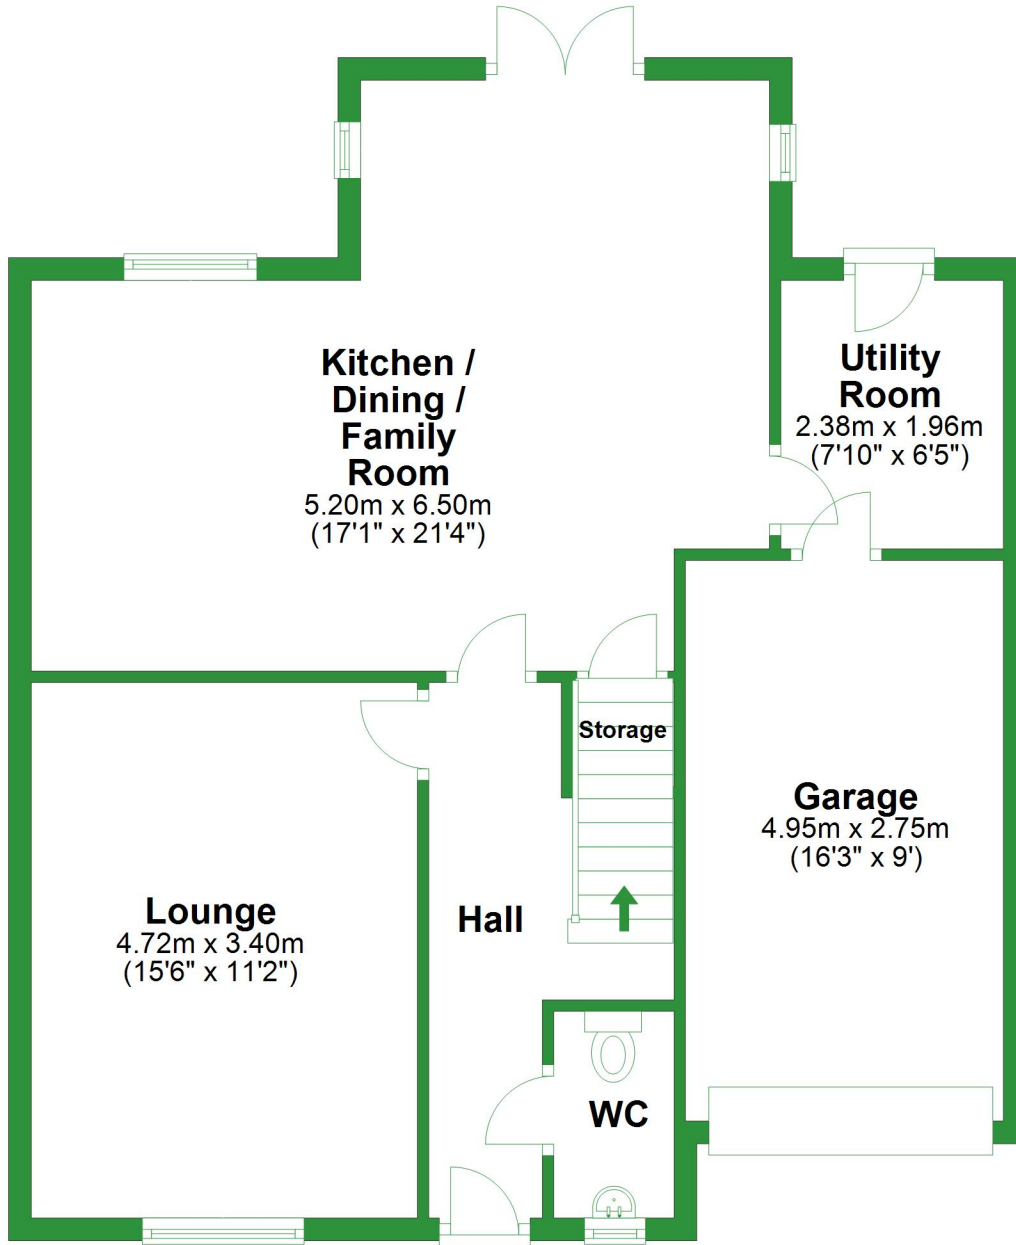 Kitchen /
Dining /
Family
Room
5.20m x 6.50m
(17'1" x 21'4")
Utility
Room
2.38m x 1.96m
(7'10" x 6'5")
Storage
Garage
4.95m x 2.75m
(16'3" x 9')
Lounge
4.72m x 3.40m
(15'6" x 11'2")
Hall
WC